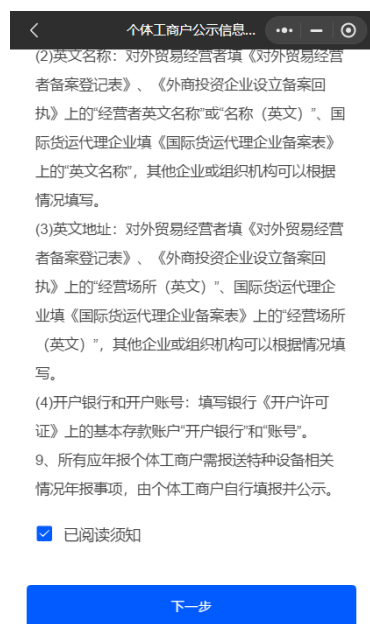 个体工商户公示信息...
(2)英文名称：对外贸易经营者填《对外贸易经营
者备案登记表》、《外商投资企业设立备案回
执》上的“经营者英文名称”或“名称（英文）”、国
际货运代理企业填《国际货运代理企业备案表》
上的“英文名称”，其他企业或组织机构可以根据
情况填写。
(3)英文地址：对外贸易经营者填《对外贸易经营
者备案登记表》、《外商投资企业设立备案回
执》上的“经营场所（英文）”、国际货运代理企
业填《国际货运代理企业备案表》上的“经营场所
（英文）”，其他企业或组织机构可以根据情况填
写。
(4)开户银行和开户账号：填写银行《开户许可
证》上的基本存款账户“开户银行”和“账号”。
9、所有应年报个体工商户需报送特种设备相关
情况年报事项，由个体工商户自行填报并公示。
已阅读须知
下一步